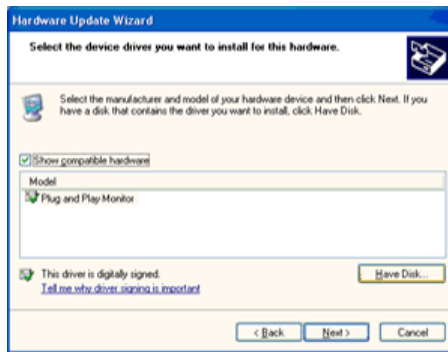 Hardware Update Wizard
Select the device driver you want to install for this hardware.
Select the manufacturer and model of your hardware device and then click Next. If you
have a disk that contains the driver you want to install, click Have Disk.
Show compatible hardware
Model
Plug and Play Monitor
This driver is digitally signed.
Have Disk...
Tell me why driver signing is important
< Back
Next >
Cancel